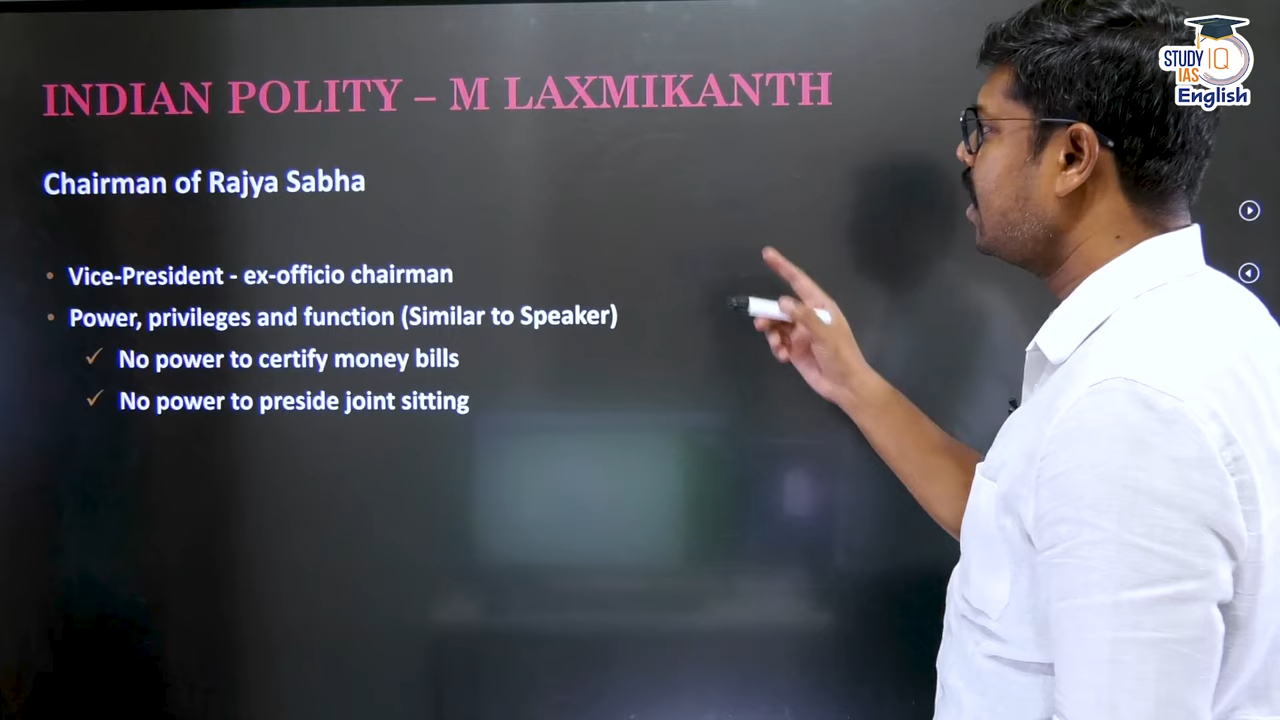 INDIAN POLITY – M LAXMIKANTH
STUDY IQ
IAS
English
Chairman of Rajya Sabha
• Vice-President - ex-officio chairman
• Power, privileges and function (Similar to Speaker)
✓ No power to certify money bills
✓ No power to preside joint sitting